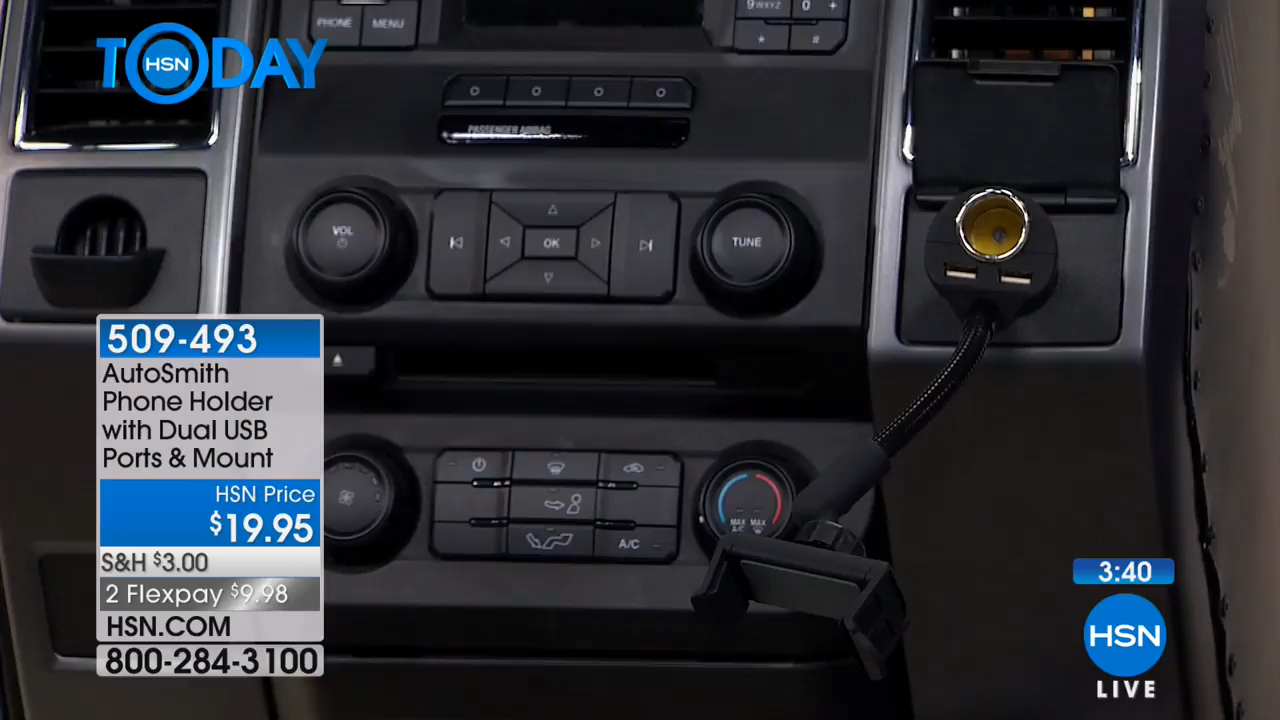 PHONE MENU
9WXYZ 0 +
* #
TODAY
HSN
PASSENGER AIRBAG
VOL
OK
TUNE
509-493
AutoSmith
Phone Holder
with Dual USB
Ports & Mount
HSN Price
$19.95
S&H $3.00
2 Flexpay $9.98
HSN.COM
800-284-3100
MAX A/C
MAX
A/C
3:40
HSN
LIVE